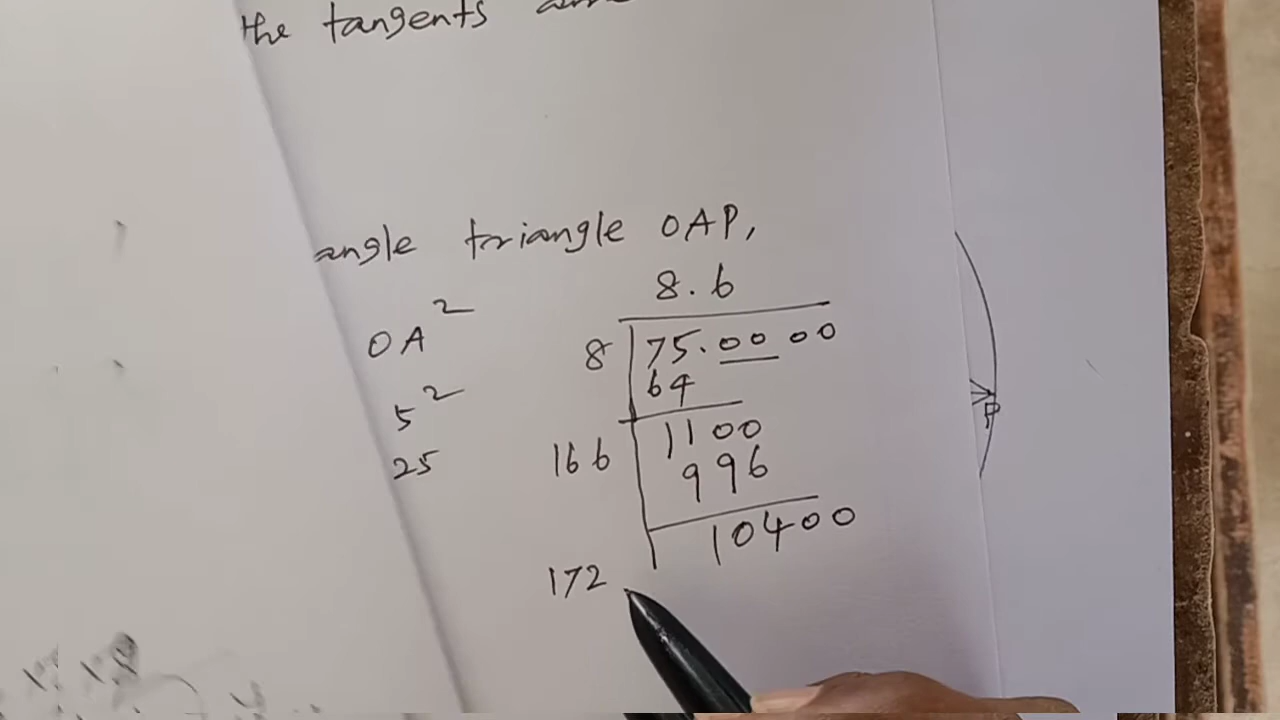 the tangents
angle triangle OAP,
8.6
OA²
8 75.00 00
64
5²
1100
25
166
996
10400
172
P